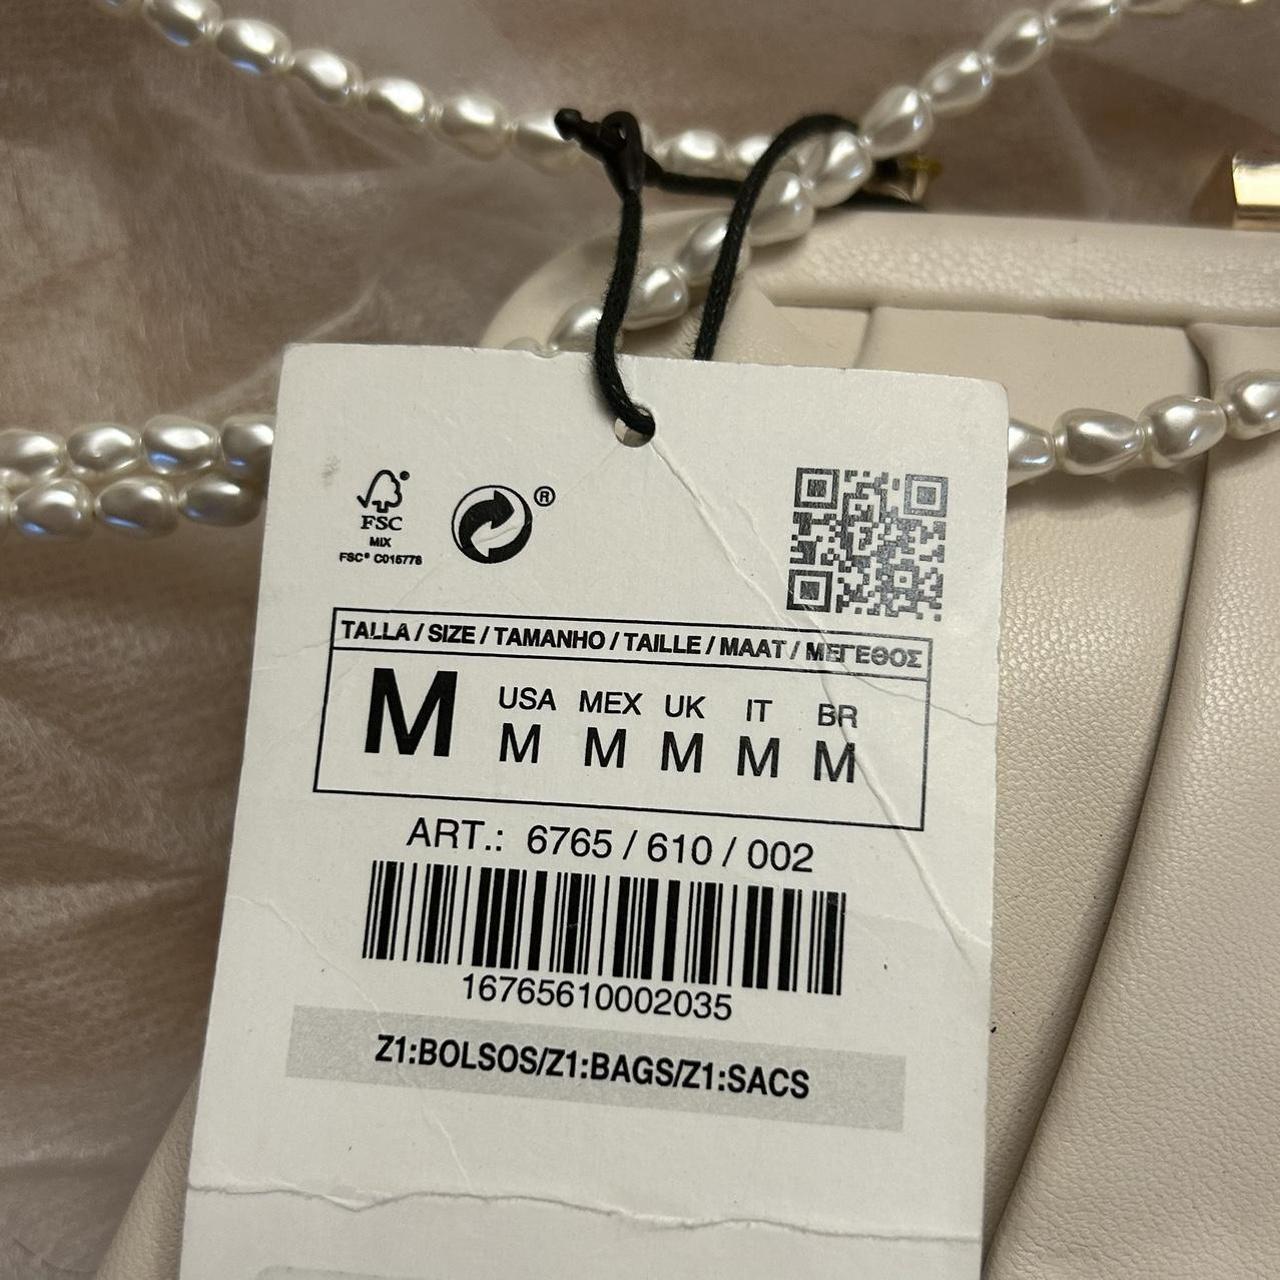 FSC
MIX
FSC® C015776
®
TALLA / SIZE / TAMANHO / TAILLE / MAAT / ΜΕΓΕΘΟΣ
M
USA MEX UK IT BR
M M M M M
ART.: 6765 / 610 / 002
16765610002035
Z1:BOLSOS/Z1:BAGS/Z1:SACS